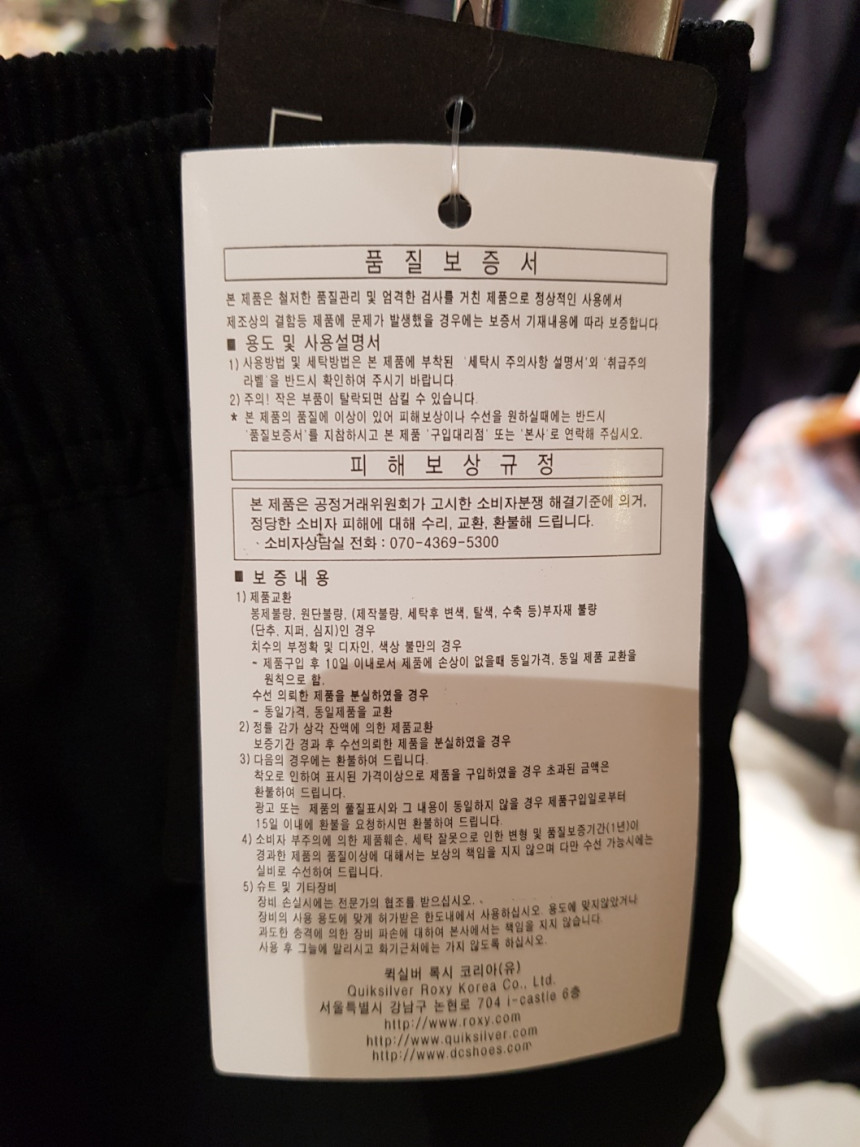 품 질 보 증 서
본 제품은 철저한 품질관리 및 엄격한 검사를 거친 제품으로 정상적인 사용에서
제조상의 결함등 제품에 문제가 발생했을 경우에는 보증서 기재내용에 따라 보증합니다
■ 용도 및 사용설명서
1) 사용방법 및 세탁방법은 본 제품에 부착된 '세탁시 주의사항 설명서'외 '취급주의
라벨'을 반드시 확인하여 주시기 바랍니다
2) 주의! 작은 부품이 탈락되면 삼킬 수 있습니다.
* 본 제품의 품질에 이상이 있어 피해보상이나 수선을 원하실때에는 반드시
'품질보증서'를 지참하시고 본 제품 '구입대리점' 또는 '본사'로 연락해 주십시오.
피 해 보 상 규 정
본 제품은 공정거래위원회가 고시한 소비자분쟁 해결기준에 의거,
정당한 소비자 피해에 대해 수리, 교환, 환불해 드립니다.
· 소비자상담실 전화 : 070-4369-5300
■ 보증내용
1) 제품교환
봉제불량, 원단불량, (제작불량, 세탁후 변색, 탈색, 수축 등)부자재 불량
(단추, 지퍼, 심지)인 경우
치수의 부정확 및 디자인, 색상 불만의 경우
- 제품구입 후 10일 이내로서 제품에 손상이 없을때 동일가격, 동일 제품 교환을
원칙으로 함.
수선 의뢰한 제품을 분실하였을 경우
- 동일가격, 동일제품을 교환
2) 정률 감가 상각 잔액에 의한 제품교환
보증기간 경과 후 수선의뢰한 제품을 분실하였을 경우
3) 다음의 경우에는 환불하여 드립니다.
착오로 인하여 표시된 가격이상으로 제품을 구입하였을 경우 초과된 금액은
환불하여 드립니다.
광고 또는 제품의 품질표시와 그 내용이 동일하지 않을 경우 제품구입일로부터
15일 이내에 환불을 요청하시면 환불하여 드립니다.
4) 소비자 부주의에 의한 제품훼손, 세탁 잘못으로 인한 변형 및 품질보증기간(1년)이
경과한 제품의 품질이상에 대해서는 보상의 책임을 지지 않으며 다만 수선 가능시에는
실비로 수선하여 드립니다.
5) 슈트 및 기타장비
장비 손실시에는 전문가의 협조를 받으십시오.
장비의 사용 용도에 맞게 허가받은 한도내에서 사용하십시오. 용도에 맞지않았거나
과도한 충격에 의한 장비 파손에 대하여 본사에서는 책임을 지지 않습니다.
사용 후 그늘에 말리시고 화기근처에는 가지 않도록 하십시오.
퀵실버 록시 코리아(유)
Quiksilver Roxy Korea Co., Ltd.
서울특별시 강남구 논현로 704 i-castle 6층
http://www.roxy.com
http://www.quiksilver.com
http://www.dcshoes.com